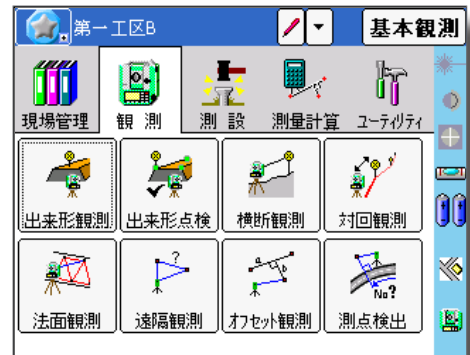 第一工区B 基本観測
現場管理 観測 測設 測量計算 ユーティリティ
出来形観測 出来形点検 横断観測 対回観測
a b ? No?
法面観測 遠隔観測 オフセット観測 測点検出